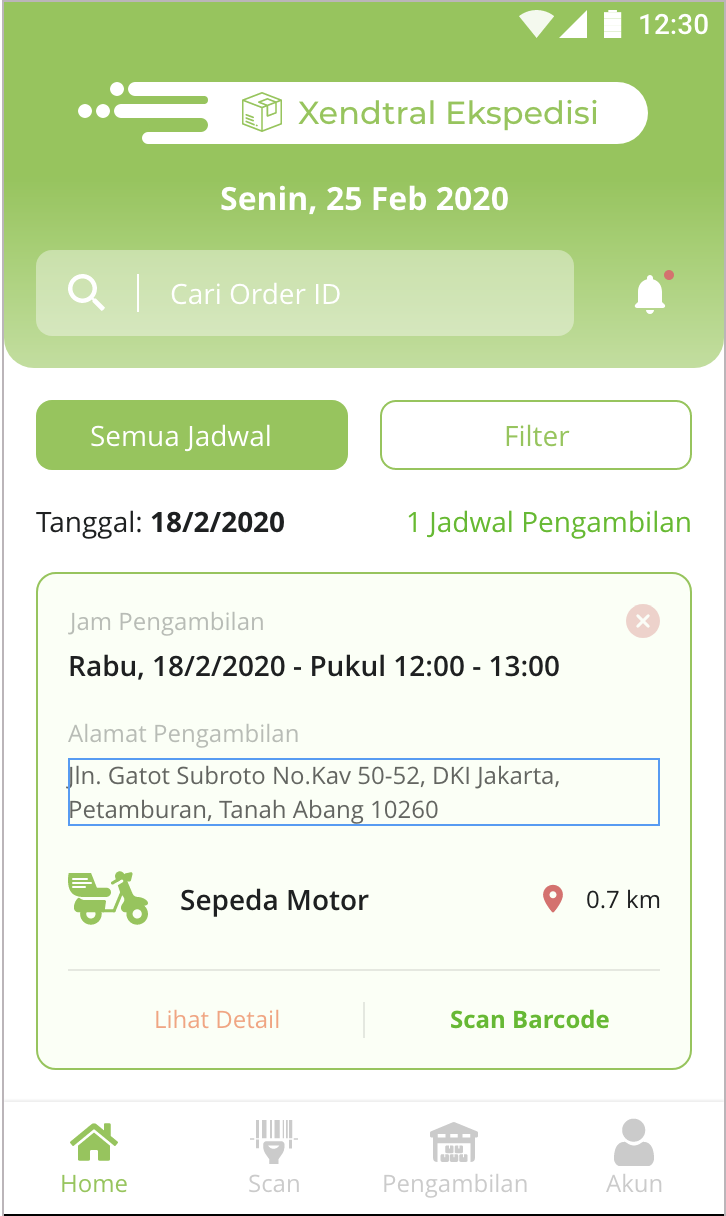 12:30
Xendtral Ekspedisi
Senin, 25 Feb 2020
Cari Order ID
Semua Jadwal
Filter
Tanggal: 18/2/2020
1 Jadwal Pengambilan
Jam Pengambilan
Rabu, 18/2/2020 - Pukul 12:00 - 13:00
Alamat Pengambilan
Jln. Gatot Subroto No.Kav 50-52, DKI Jakarta,
Petamburan, Tanah Abang 10260
Sepeda Motor
0.7 km
Lihat Detail
Scan Barcode
Home
Scan
Pengambilan
Akun